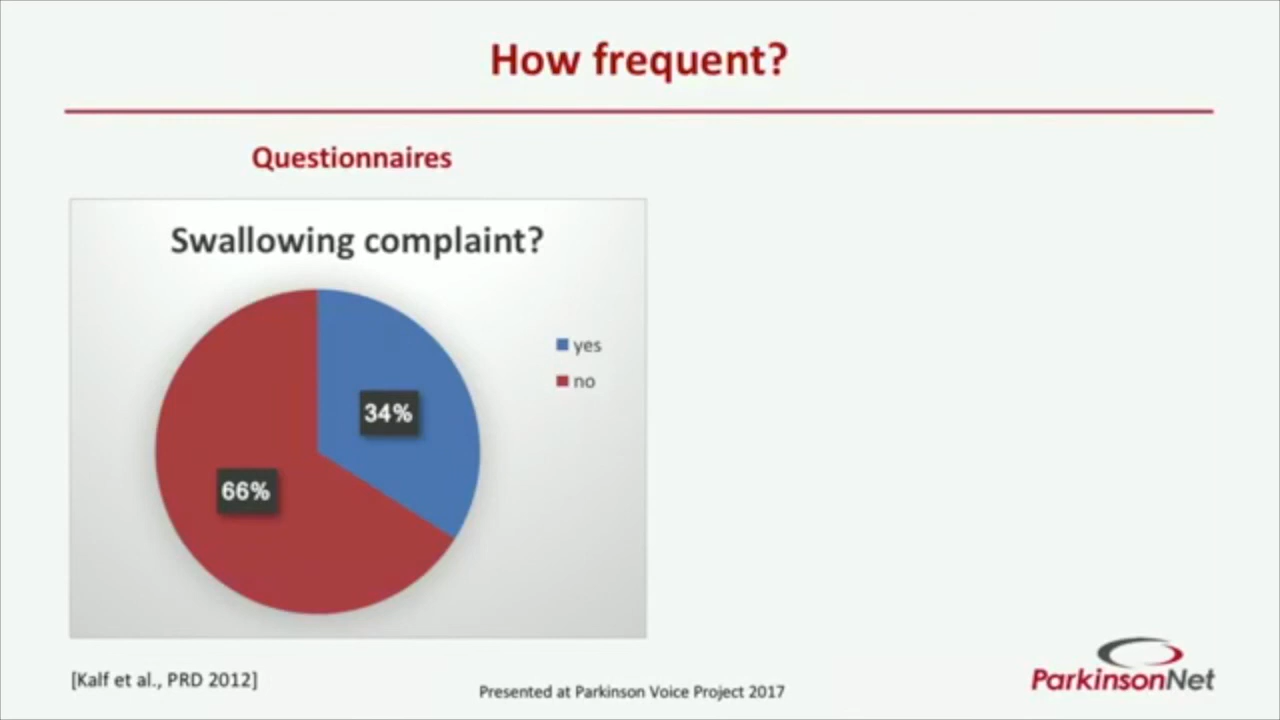 How frequent?
Questionnaires
Swallowing complaint?
yes
no
34%
66%
[Kalf et al., PRD 2012]
Presented at Parkinson Voice Project 2017
ParkinsonNet